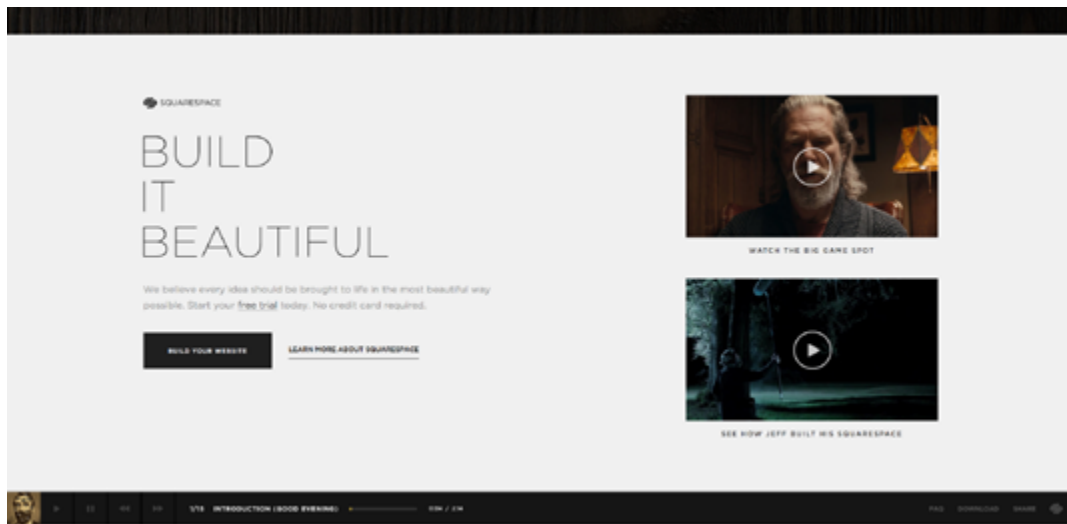 SQUARESPACE
BUILD
IT
BEAUTIFUL
We believe every idea should be brought to life in the most beautiful way
possible. Start your free trial today. No credit card required.
BUILD YOUR WEBSITE
LEARN MORE ABOUT SQUARESPACE
WATCH THE BIG GAME SPOT
SEE HOW JEFF BUILT HIS SQUARESPACE
1/15 INTRODUCTION (GOOD EVENING)
FAQ DOWNLOAD SHARE